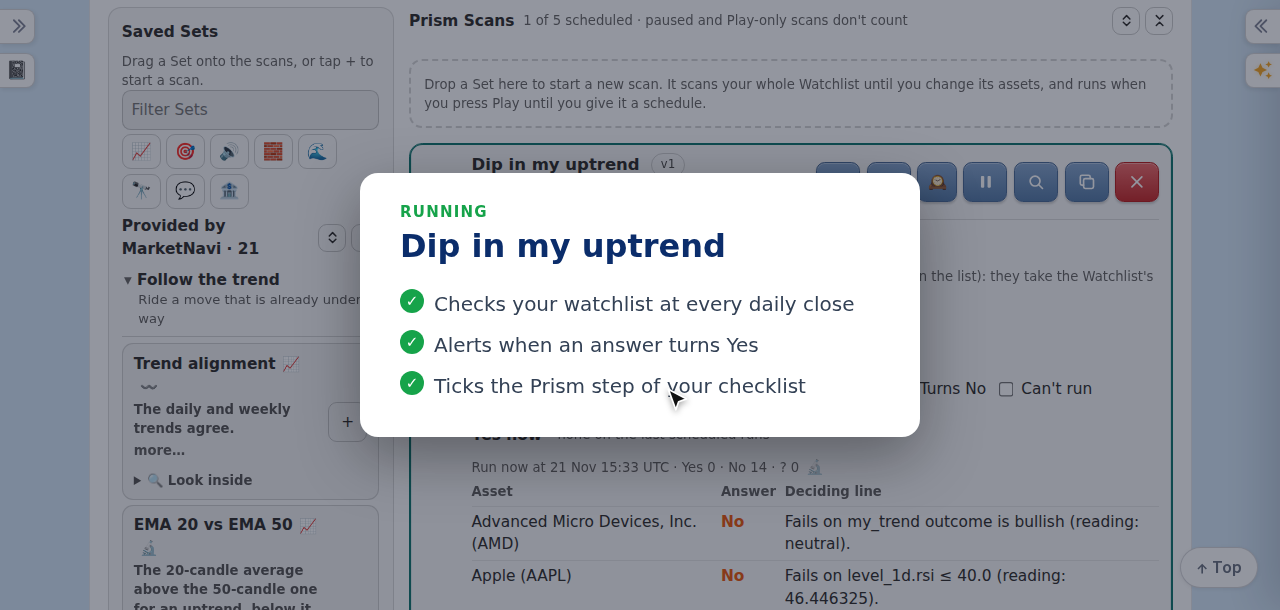 Saved Sets
Drag a Set onto the scans, or tap + to
start a scan.
Filter Sets
Provided by
MarketNavi · 21
▾ Follow the trend
Ride a move that is already under
way
Trend alignment
The daily and weekly
trends agree.
more…
+
▸ Look inside
EMA 20 vs EMA 50
The 20-candle average
above the 50-candle one
for an uptrend, below it
Prism Scans 1 of 5 scheduled · paused and Play-only scans don't count
Drop a Set here to start a new scan. It scans your whole Watchlist until you change its assets, and runs when
you press Play until you give it a schedule.
Dip in my uptrend v1
n the list): they take the Watchlist's
RUNNING
Dip in my uptrend
✓ Checks your watchlist at every daily close
✓ Alerts when an answer turns Yes
✓ Ticks the Prism step of your checklist
Turns No Can't run
Run now at 21 Nov 15:33 UTC · Yes 0 · No 14 · ? 0
Asset Answer Deciding line
Advanced Micro Devices, Inc. (AMD) No Fails on my_trend outcome is bullish (reading: neutral).
Apple (AAPL) No Fails on level_1d.rsi ≤ 40.0 (reading: 46.446325).
↑ Top